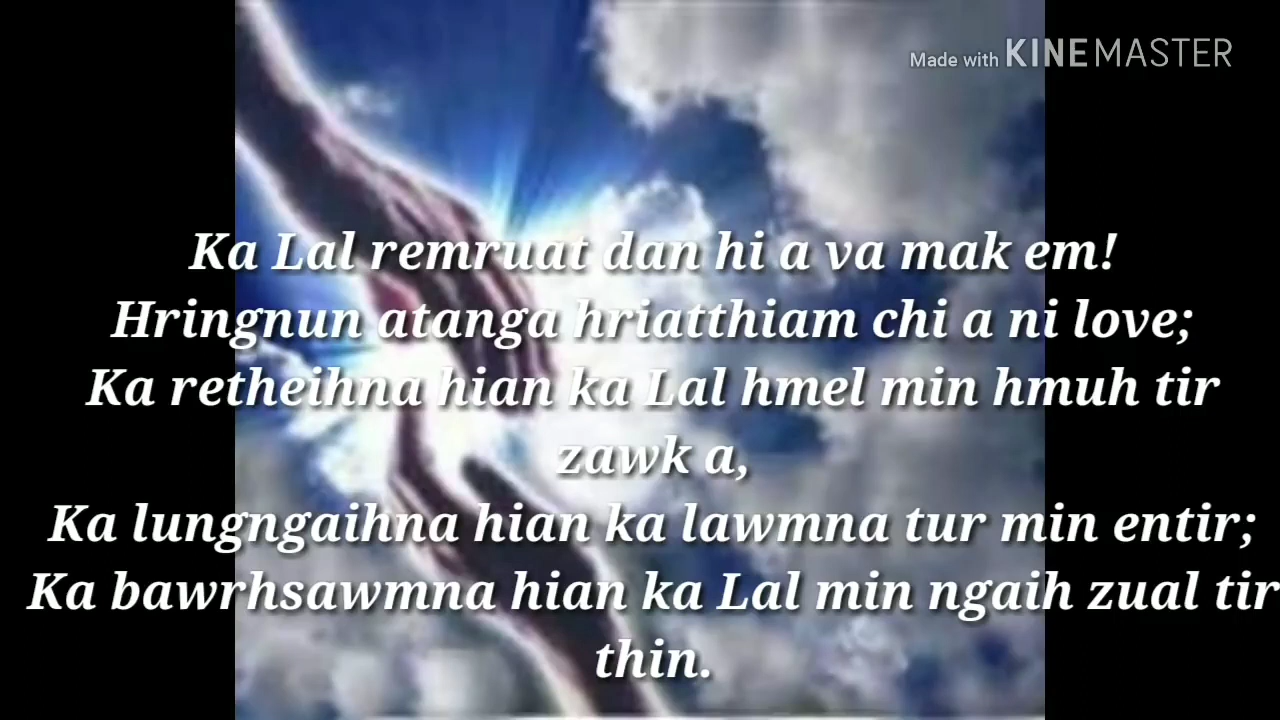 Made with KINEMASTER
Ka Lal remruat dan hi a va mak em!
Hringnun atanga hriatthiam chi a ni love;
Ka retheihna hian ka Lal hmel min hmuh tir
zawk a,
Ka lungngaihna hian ka lawmna tur min entir;
Ka bawrhsawmna hian ka Lal min ngaih zual tir
thin.